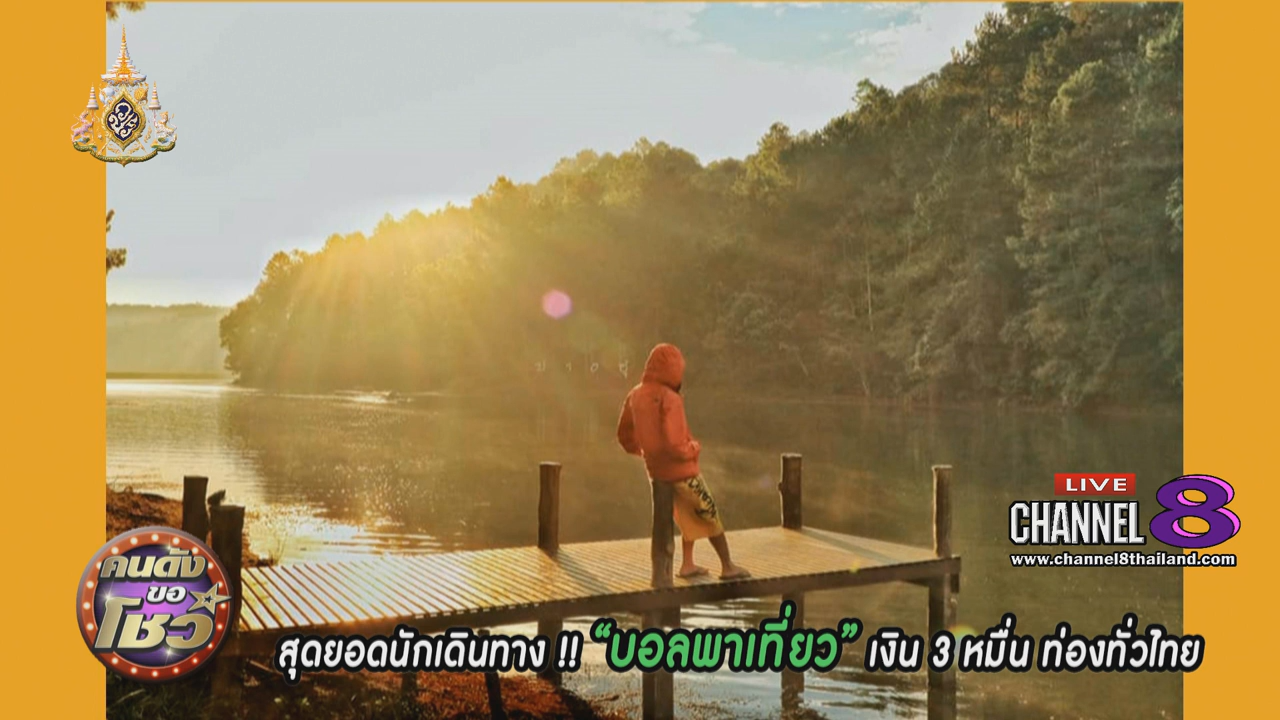 LIVE
CHANNEL 8
www.channel8thailand.com
คนดัง
ขอ
โชว์
สุดยอดนักเดินทาง !! “บอลพาเที่ยว” เงิน 3 หมื่น ท่องทั่วไทย